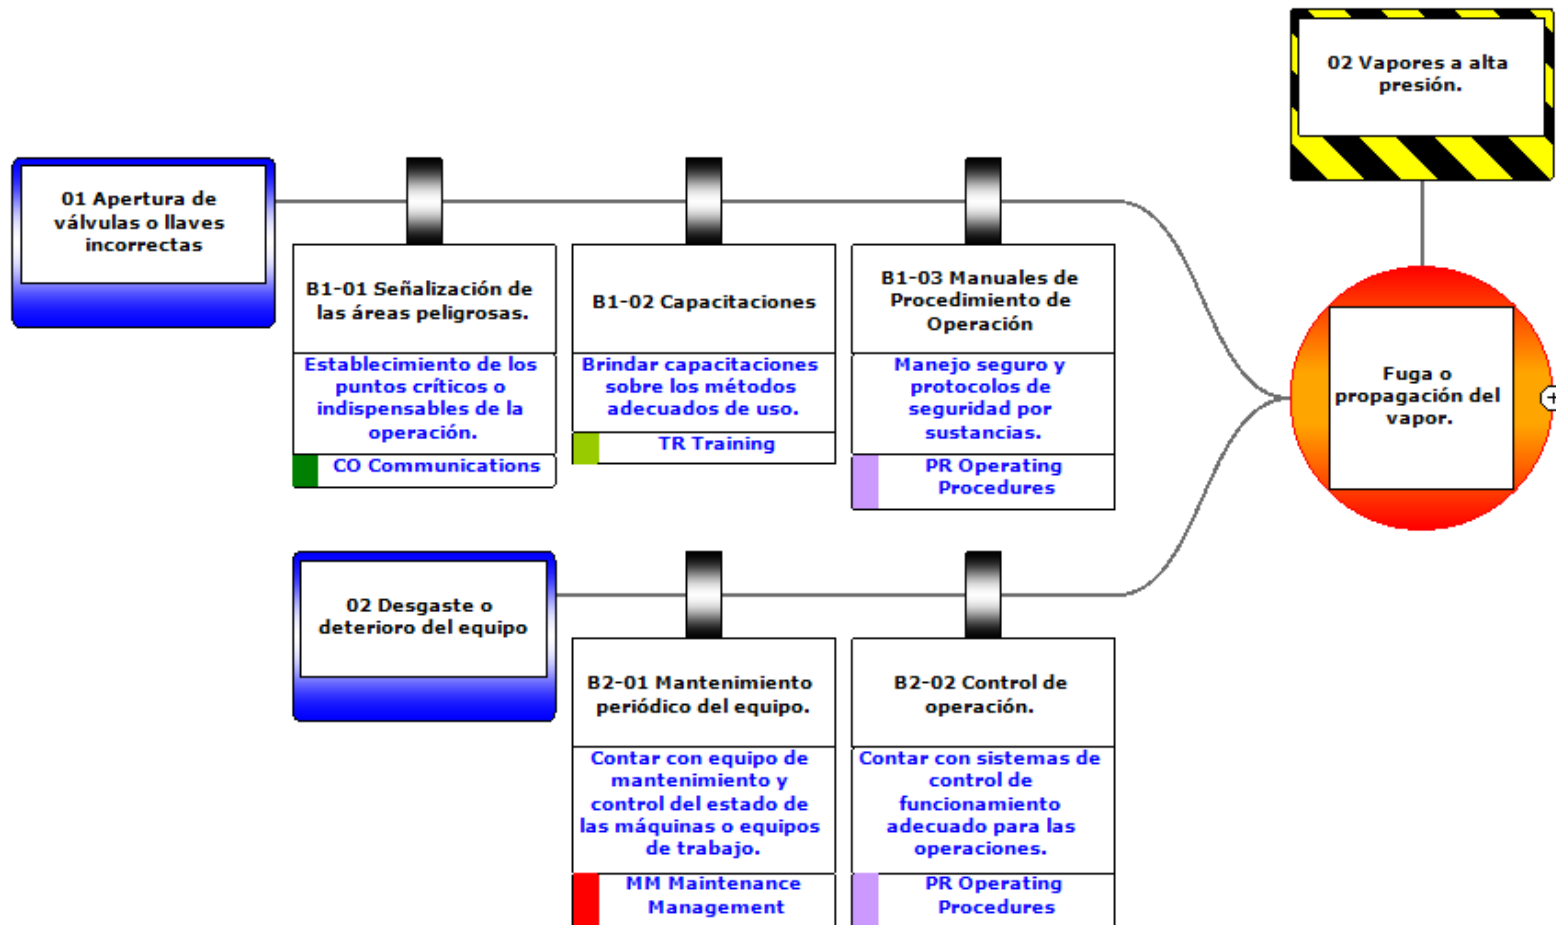 02 Vapores a alta
presión.
01 Apertura de
válvulas o llaves
incorrectas
B1-01 Señalización de
las áreas peligrosas.
Establecimiento de los
puntos críticos o
indispensables de la
operación.
CO Communications
B1-02 Capacitaciones
Brindar capacitaciones
sobre los métodos
adecuados de uso.
TR Training
B1-03 Manuales de
Procedimiento de
Operación
Manejo seguro y
protocolos de
seguridad por
sustancias.
PR Operating
Procedures
Fuga o
propagación del
vapor.
02 Desgaste o
deterioro del equipo
B2-01 Mantenimiento
periódico del equipo.
Contar con equipo de
mantenimiento y
control del estado de
las máquinas o equipos
de trabajo.
MM Maintenance
Management
B2-02 Control de
operación.
Contar con sistemas de
control de
funcionamiento
adecuado para las
operaciones.
PR Operating
Procedures